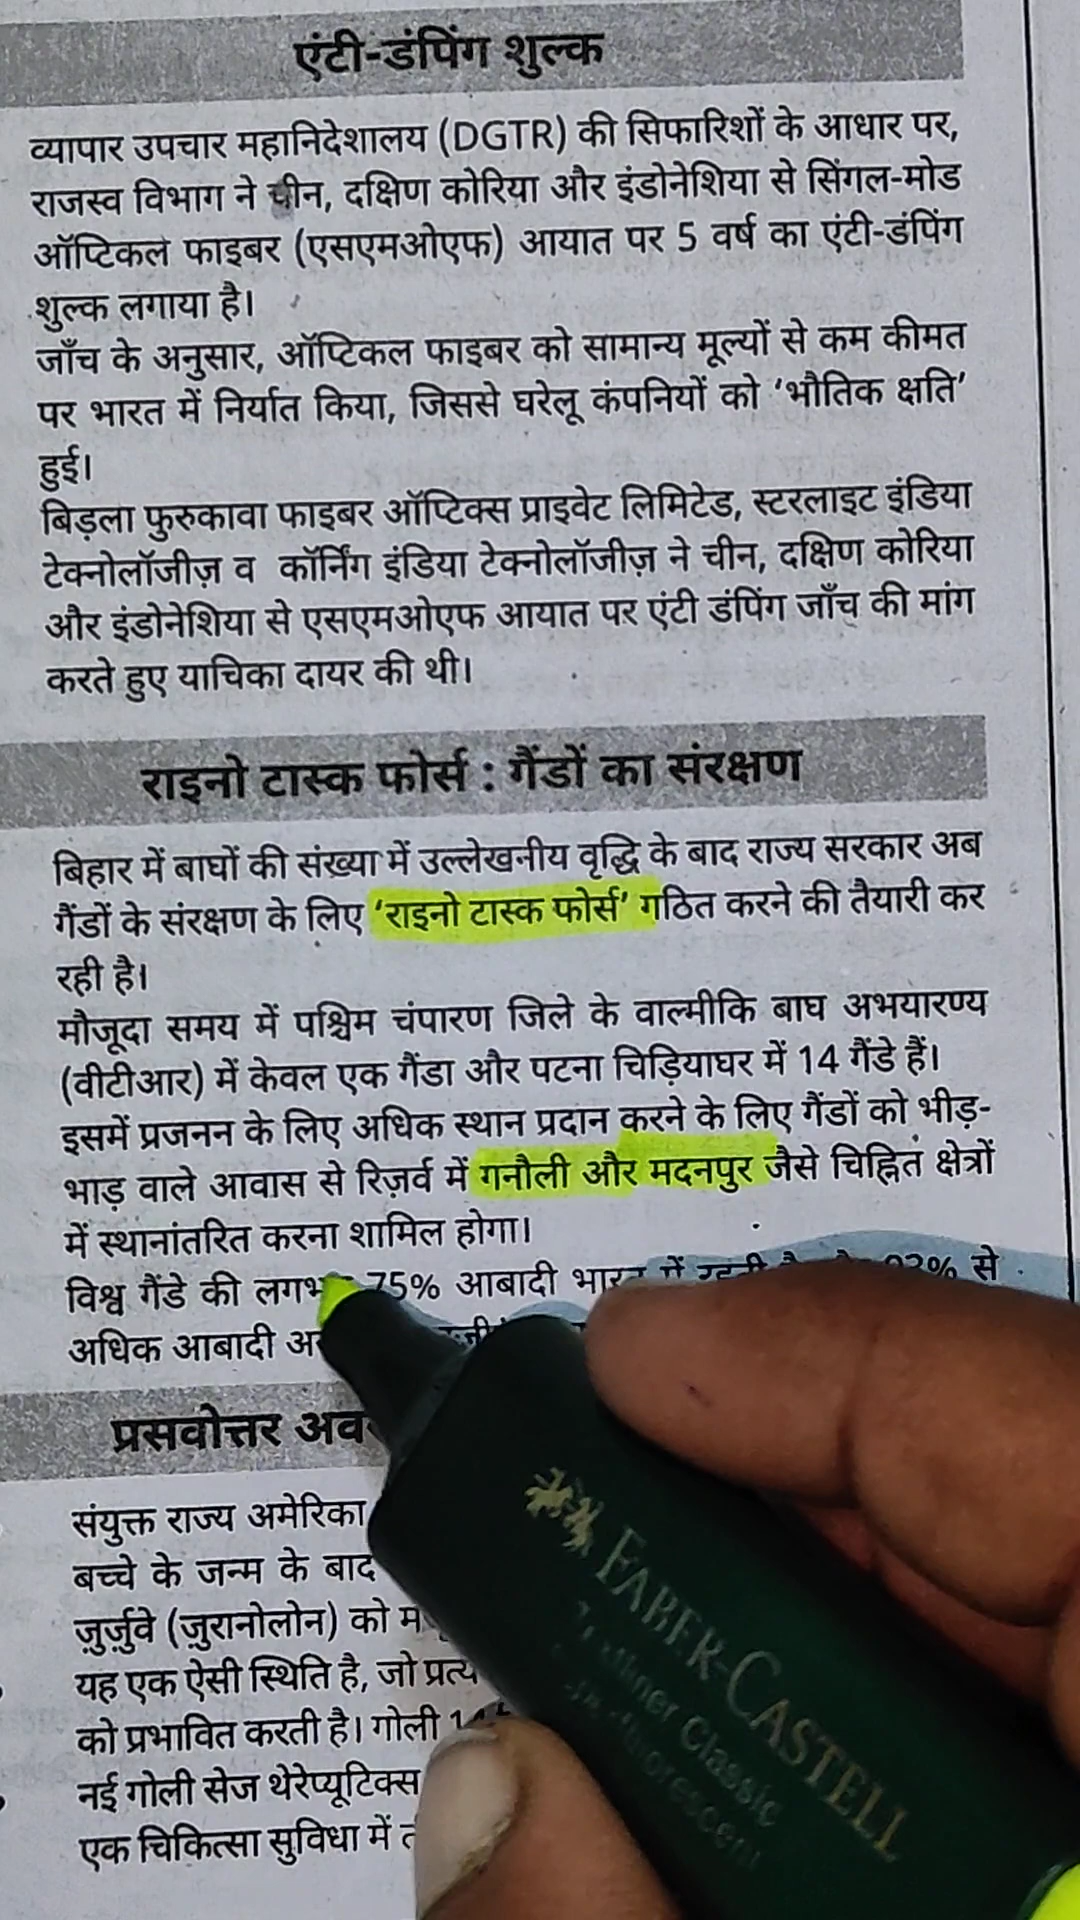 एंटी-डंपिंग शुल्क
व्यापार उपचार महानिदेशालय (DGTR) की सिफारिशों के आधार पर,
राजस्व विभाग ने चीन, दक्षिण कोरिया और इंडोनेशिया से सिंगल-मोड
ऑप्टिकल फाइबर (एसएमओएफ) आयात पर 5 वर्ष का एंटी-डंपिंग
शुल्क लगाया है।
जाँच के अनुसार, ऑप्टिकल फाइबर को सामान्य मूल्यों से कम कीमत
पर भारत में निर्यात किया, जिससे घरेलू कंपनियों को ‘भौतिक क्षति’
हुई।
बिड़ला फुरुकावा फाइबर ऑप्टिक्स प्राइवेट लिमिटेड, स्टरलाइट इंडिया
टेक्नोलॉजीज़ व कॉर्निंग इंडिया टेक्नोलॉजीज़ ने चीन, दक्षिण कोरिया
और इंडोनेशिया से एसएमओएफ आयात पर एंटी डंपिंग जाँच की मांग
करते हुए याचिका दायर की थी।
राइनो टास्क फोर्स : गैंडों का संरक्षण
बिहार में बाघों की संख्या में उल्लेखनीय वृद्धि के बाद राज्य सरकार अब
गैंडों के संरक्षण के लिए ‘राइनो टास्क फोर्स’ गठित करने की तैयारी कर
रही है।
मौजूदा समय में पश्चिम चंपारण जिले के वाल्मीकि बाघ अभयारण्य
(वीटीआर) में केवल एक गैंडा और पटना चिड़ियाघर में 14 गैंडे हैं।
इसमें प्रजनन के लिए अधिक स्थान प्रदान करने के लिए गैंडों को भीड़-
भाड़ वाले आवास से रिज़र्व में गनौली और मदनपुर जैसे चिह्नित क्षेत्रों
में स्थानांतरित करना शामिल होगा।
विश्व गैंडे की 75% आबादी भारत में से
अधिक आबादी
प्रसवोत्तर
संयुक्त राज्य अमेरिका
बच्चे के जन्म के बाद
ज़ुर्ज़ुवे (ज़ुरानोलोन) को
यह एक ऐसी स्थिति है, जो
को प्रभावित करती है। गोली
नई गोली सेज थेरेप्यूटिक्स
एक चिकित्सा सुविधा में
FABER-CASTELL
Textliner Classic